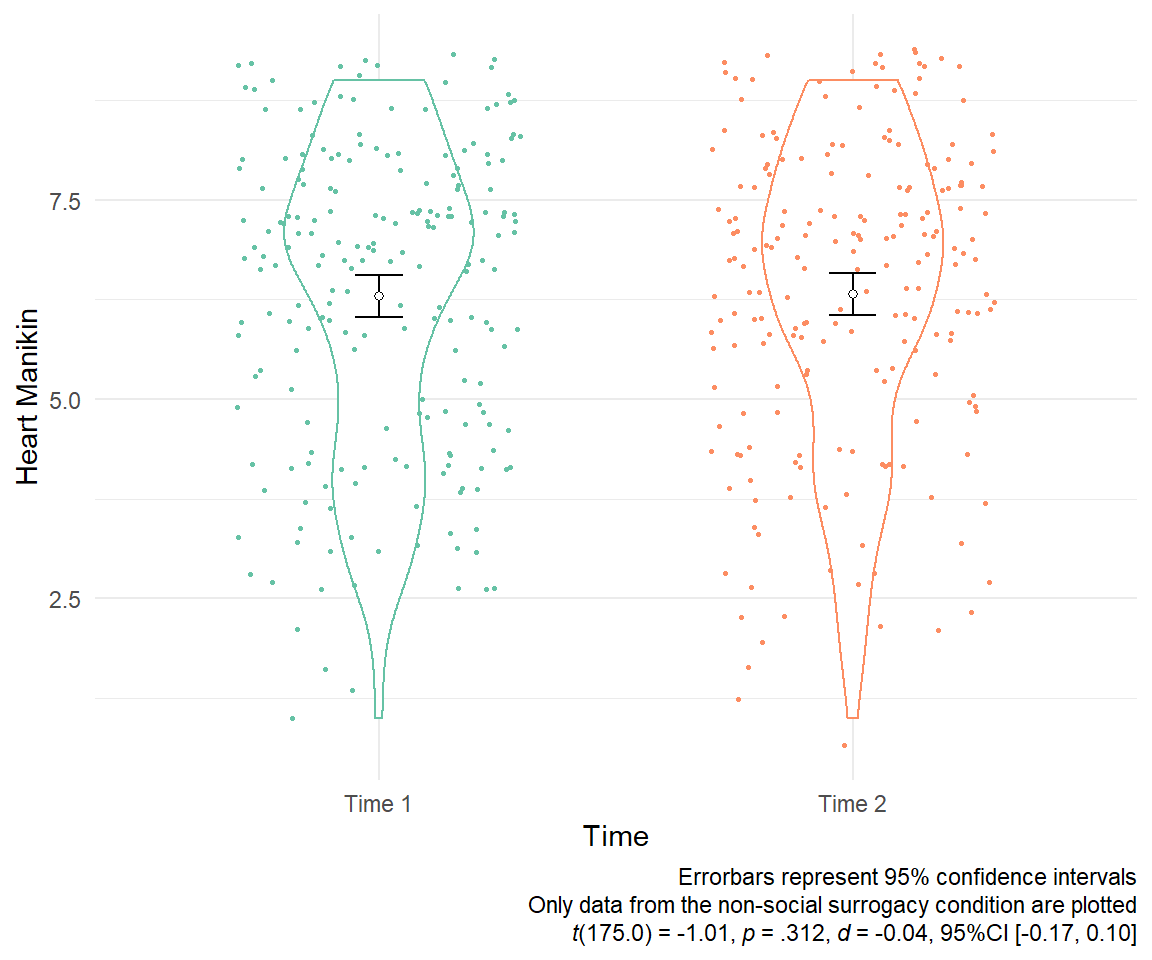 7.5
5.0
2.5
Heart Manikin
Time 1
Time 2
Time
Errorbars represent 95% confidence intervals
Only data from the non-social surrogacy condition are plotted
t(175.0) = -1.01, p = .312, d = -0.04, 95%CI [-0.17, 0.10]